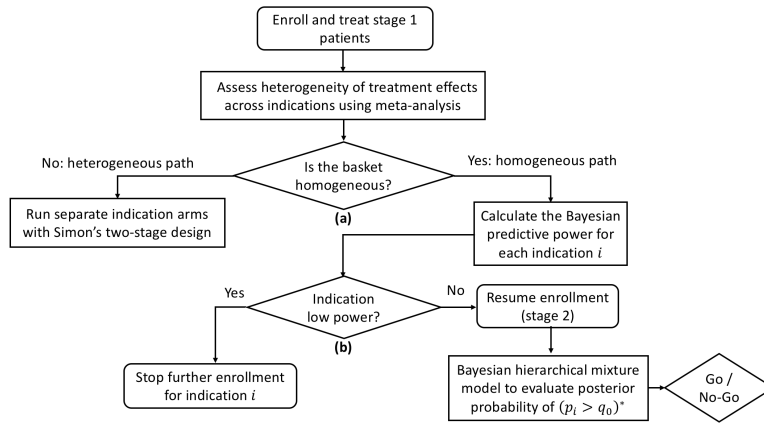 Enroll and treat stage 1
patients
Assess heterogeneity of treatment effects
across indications using meta-analysis
No: heterogeneous path
Is the basket
homogeneous?
Yes: homogeneous path
(a)
Run separate indication arms
with Simon's two-stage design
Calculate the Bayesian
predictive power for
each indication i
Yes
Indication
low power?
No
(b)
Resume enrollment
(stage 2)
Stop further enrollment
for indication i
Bayesian hierarchical mixture
model to evaluate posterior
probability of (pᵢ > q₀)*
Go /
No-Go